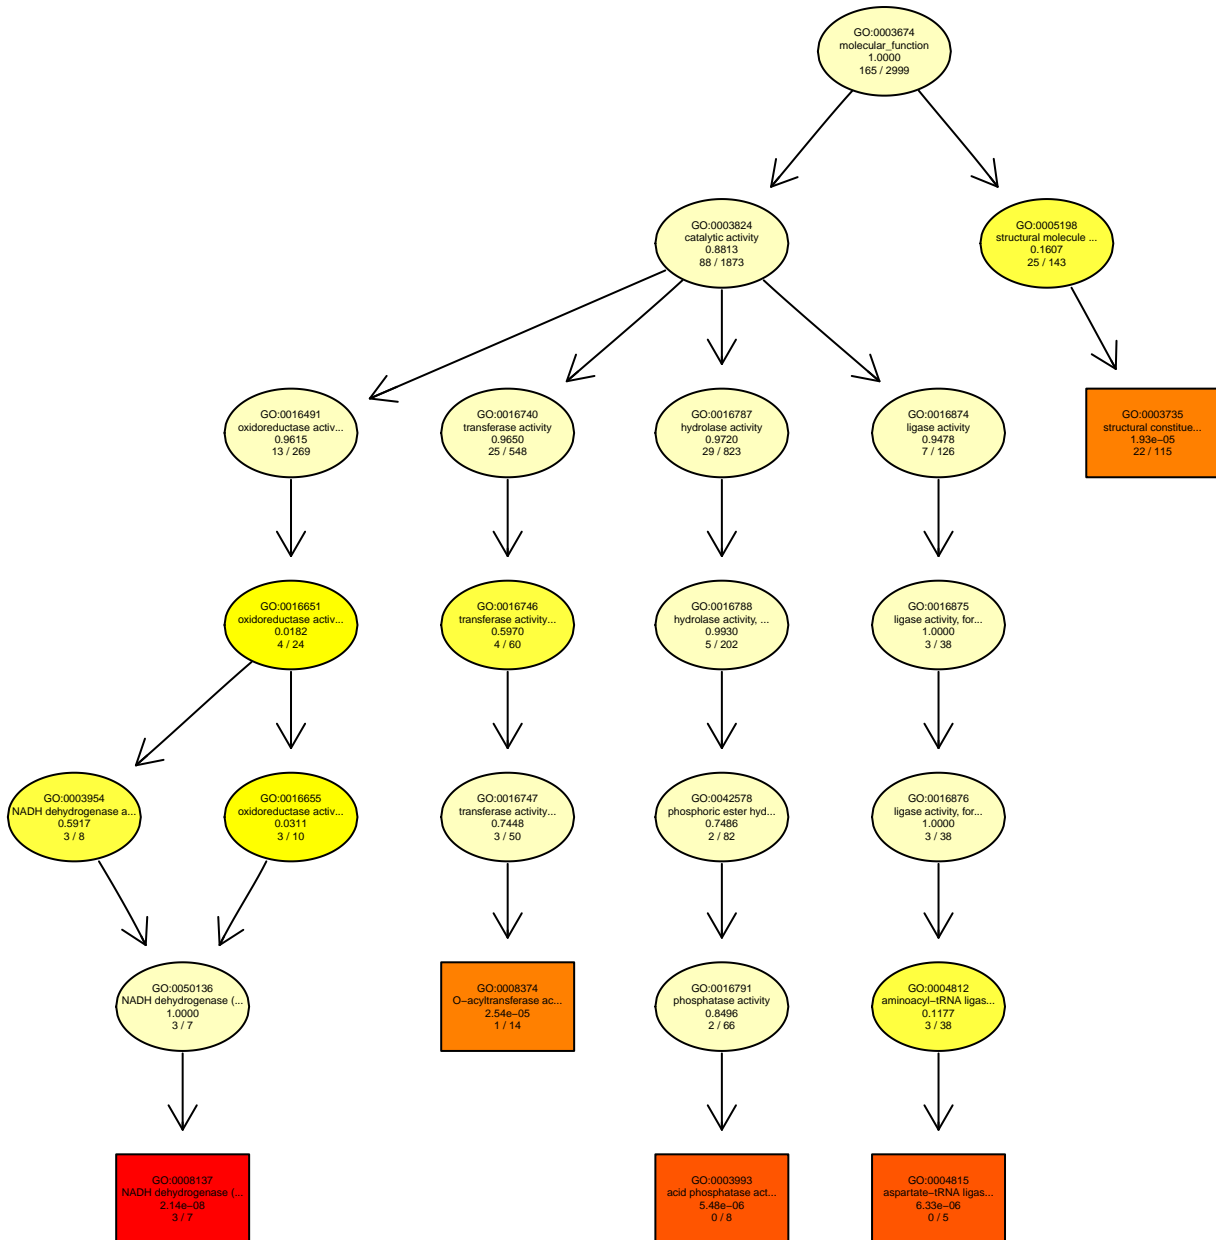 GO:0003674
molecular_function
1.0000
165 / 2999
GO:0003824
catalytic activity
0.8813
88 / 1873
GO:0005198
structural molecule ...
0.1607
25 / 143
GO:0016491
oxidoreductase activ...
0.9615
13 / 269
GO:0016740
transferase activity
0.9650
25 / 548
GO:0016787
hydrolase activity
0.9720
29 / 823
GO:0016874
ligase activity
0.9478
7 / 126
GO:0003735
structural constitue...
1.93e−05
22 / 115
GO:0016651
oxidoreductase activ...
0.0182
4 / 24
GO:0016746
transferase activity...
0.5970
4 / 60
GO:0016788
hydrolase activity, ...
0.9930
5 / 202
GO:0016875
ligase activity, for...
1.0000
3 / 38
GO:0003954
NADH dehydrogenase a...
0.5917
3 / 8
GO:0016655
oxidoreductase activ...
0.0311
3 / 10
GO:0016747
transferase activity...
0.7448
3 / 50
GO:0042578
phosphoric ester hyd...
0.7486
2 / 82
GO:0016876
ligase activity, for...
1.0000
3 / 38
GO:0050136
NADH dehydrogenase (...
1.0000
3 / 7
GO:0008374
O−acyltransferase ac...
2.54e−05
1 / 14
GO:0016791
phosphatase activity
0.8496
2 / 66
GO:0004812
aminoacyl−tRNA ligas...
0.1177
3 / 38
GO:0008137
NADH dehydrogenase (...
2.14e−08
3 / 7
GO:0003993
acid phosphatase act...
5.48e−06
0 / 8
GO:0004815
aspartate−tRNA ligas...
6.33e−06
0 / 5